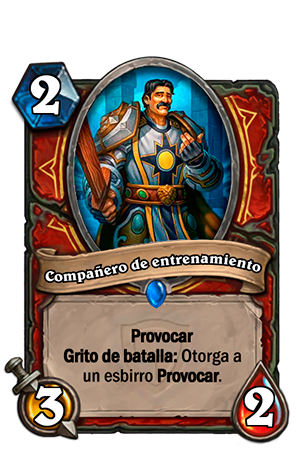 2
Compañero de entrenamiento
Provocar
Grito de batalla: Otorga a
un esbirro Provocar.
3
2